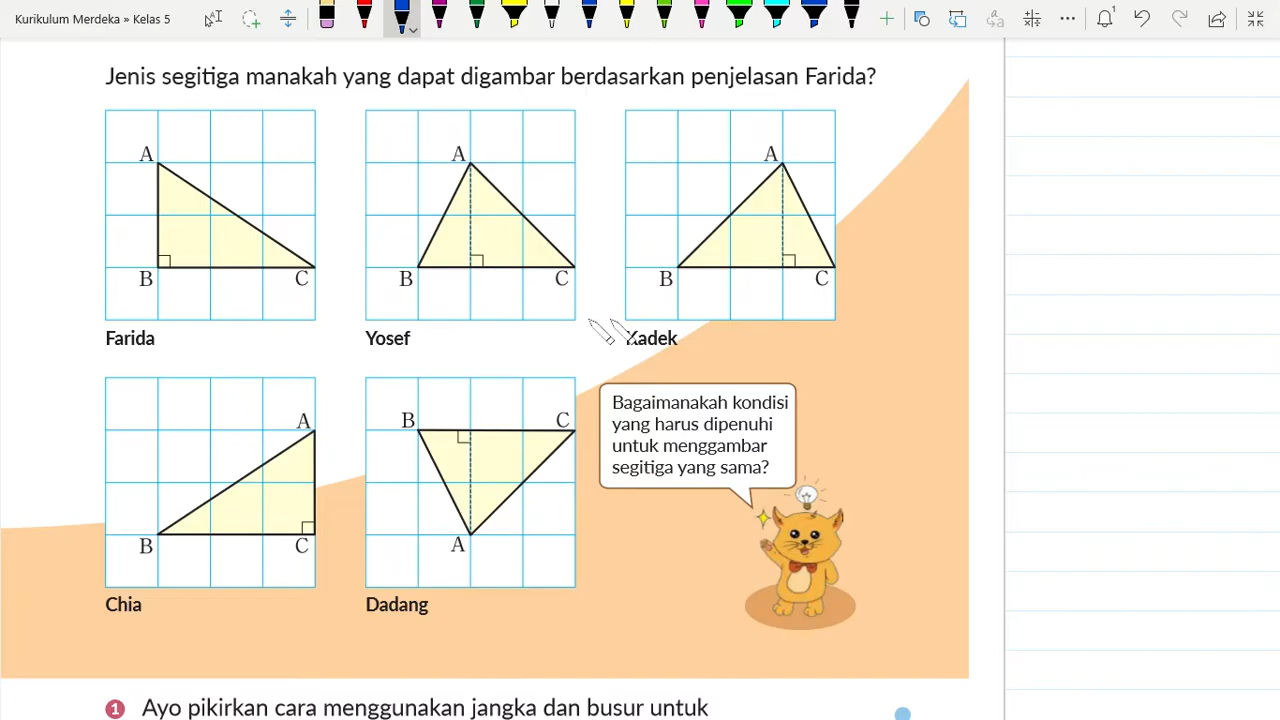 Kurikulum Merdeka » Kelas 5
Jenis segitiga manakah yang dapat digambar berdasarkan penjelasan Farida?
A
B
C
Farida
A
B
C
Yosef
A
B
C
Kadek
A
B
C
Chia
B
C
A
Dadang
Bagaimanakah kondisi
yang harus dipenuhi
untuk menggambar
segitiga yang sama?
1 Ayo pikirkan cara menggunakan jangka dan busur untuk